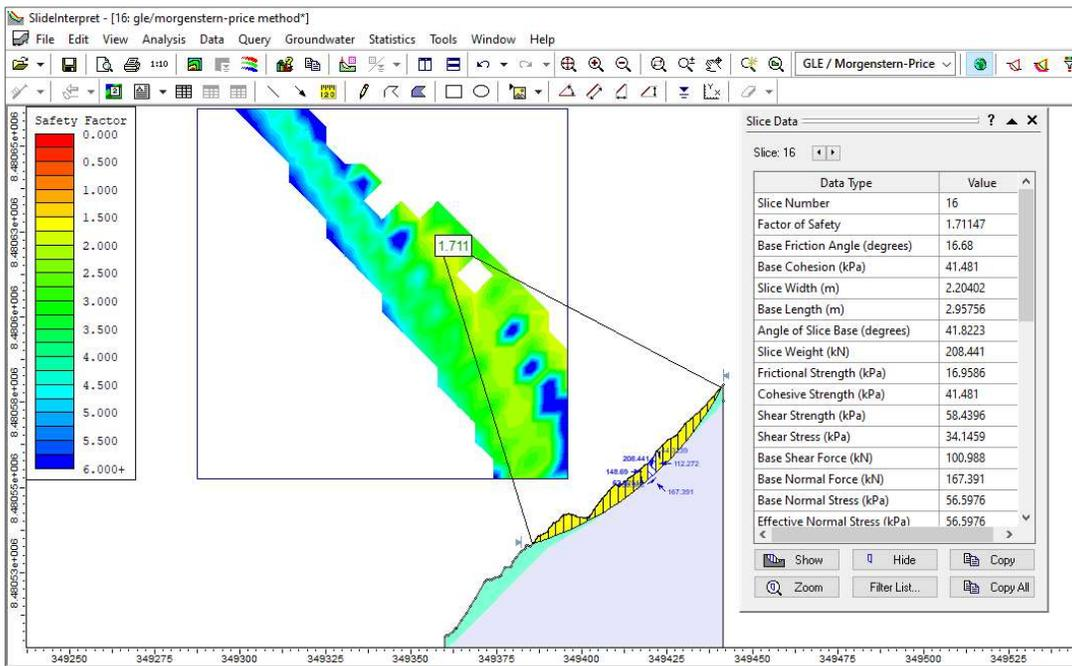 SlideInterpret - [16: gle/morgenstern-price method*]
File Edit View Analysis Data Query Groundwater Statistics Tools Window Help
1:10
GLE / Morgenstern-Price
Safety Factor
0.000
0.500
1.000
1.500
2.000
2.500
3.000
3.500
4.000
4.500
5.000
5.500
6.000+
8.48065e+006
8.48063e+006
8.4806e+006
8.48058e+006
8.48055e+006
8.48053e+006
1.711
208.441
112.272
148.69
167.391
349250 349275 349300 349325 349350 349375 349400 349425 349450 349475 349500 349525
Slice Data
Slice: 16
Data Type Value
Slice Number 16
Factor of Safety 1.71147
Base Friction Angle (degrees) 16.68
Base Cohesion (kPa) 41.481
Slice Width (m) 2.20402
Base Length (m) 2.95756
Angle of Slice Base (degrees) 41.8223
Slice Weight (kN) 208.441
Frictional Strength (kPa) 16.9586
Cohesive Strength (kPa) 41.481
Shear Strength (kPa) 58.4396
Shear Stress (kPa) 34.1459
Base Shear Force (kN) 100.988
Base Normal Force (kN) 167.391
Base Normal Stress (kPa) 56.5976
Effective Normal Stress (kPa) 56.5976
Show Hide Copy
Zoom Filter List... Copy All